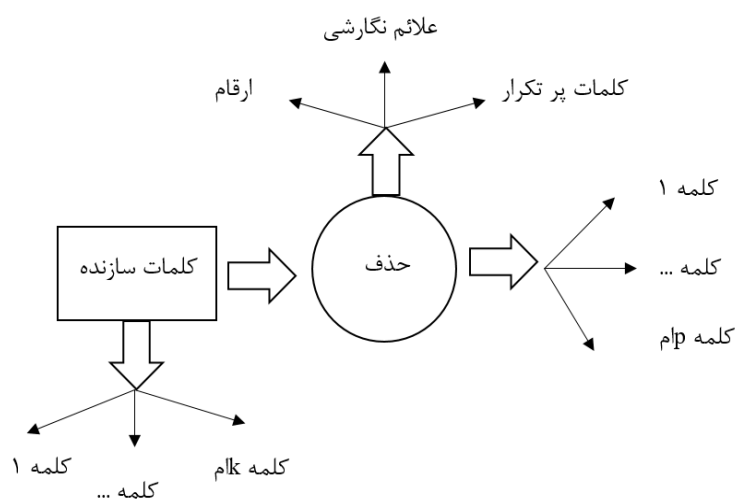 علائم نگارشی
کلمات پر تکرار
ارقام
کلمه ۱
کلمات سازنده
حذف
کلمه ...
کلمه pام
کلمه kام
کلمه ۱
کلمه ...